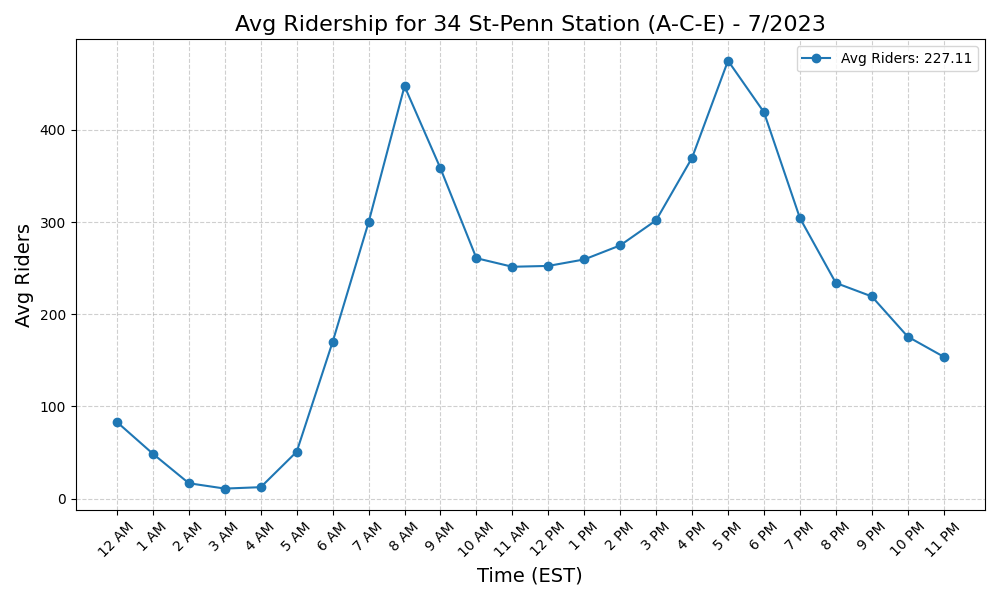 Avg Ridership for 34 St-Penn Station (A-C-E) - 7/2023
Avg Riders: 227.11
Avg Riders
400
300
200
100
0
12 AM
1 AM
2 AM
3 AM
4 AM
5 AM
6 AM
7 AM
8 AM
9 AM
10 AM
11 AM
12 PM
1 PM
2 PM
3 PM
4 PM
5 PM
6 PM
7 PM
8 PM
9 PM
10 PM
11 PM
Time (EST)